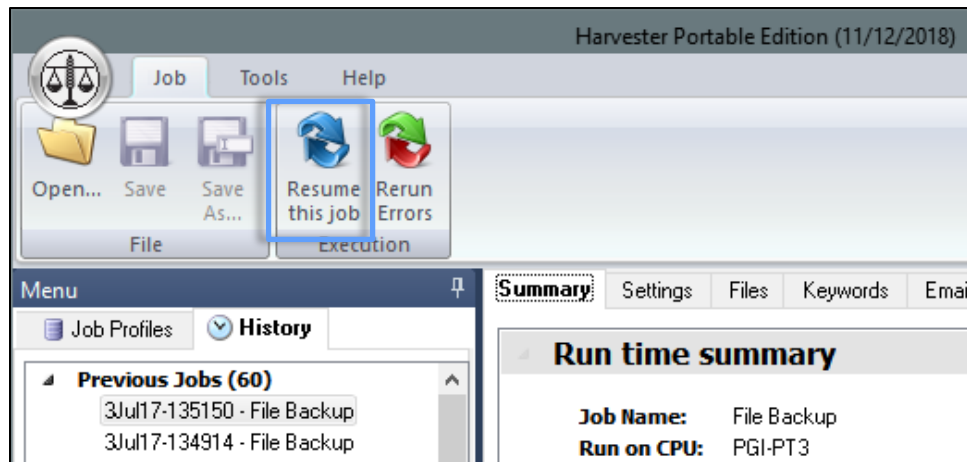 Harvester Portable Edition (11/12/2018)
Job Tools Help
Open... Save Save As... Resume this job Rerun Errors
File Execution
Menu
Job Profiles History
Previous Jobs (60)
3Jul17-135150 - File Backup
3Jul17-134914 - File Backup
Summary Settings Files Keywords Emai
Run time summary
Job Name: File Backup
Run on CPU: PGI-PT3